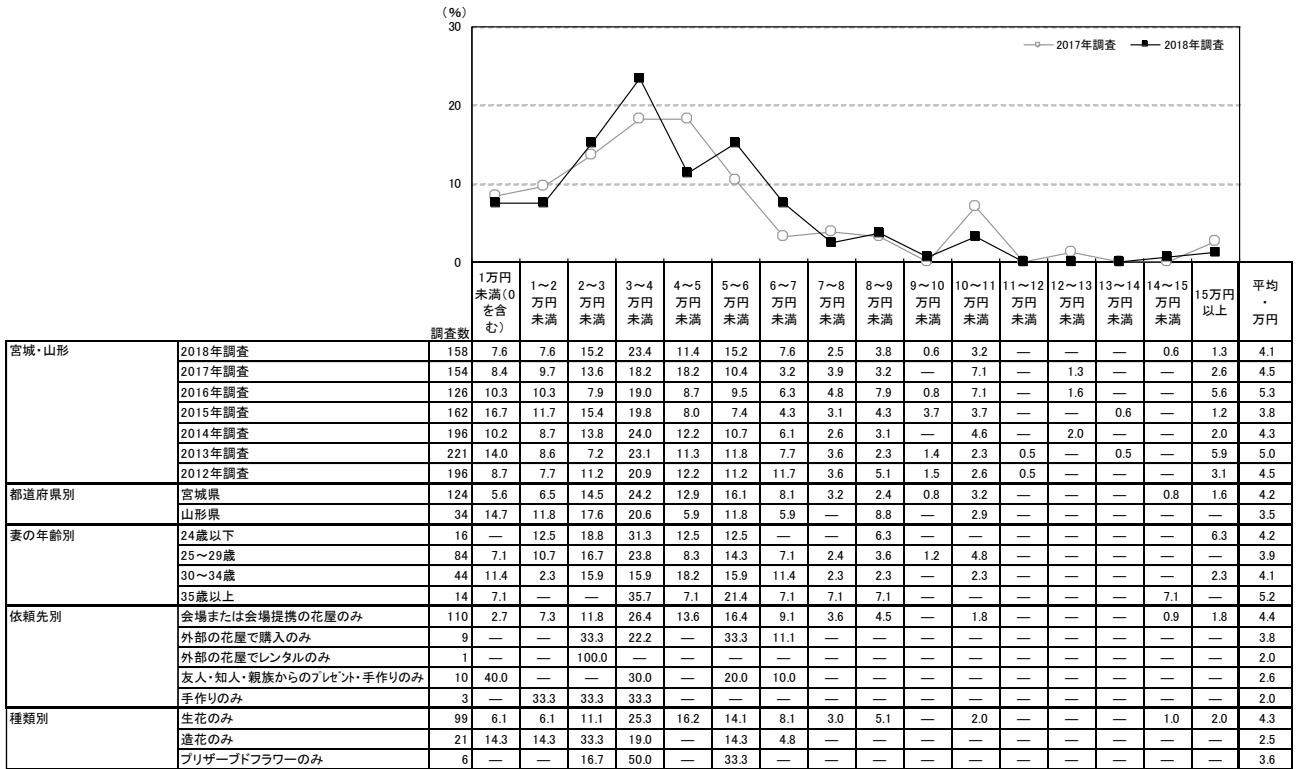 (%)
30
20
10
0
2017年調査 2018年調査
調査数 1万円未満(0を含む) 1～2万円未満 2～3万円未満 3～4万円未満 4～5万円未満 5～6万円未満 6～7万円未満 7～8万円未満 8～9万円未満 9～10万円未満 10～11万円未満 11～12万円未満 12～13万円未満 13～14万円未満 14～15万円未満 15万円以上 平均・万円
宮城・山形 2018年調査 158 7.6 7.6 15.2 23.4 11.4 15.2 7.6 2.5 3.8 0.6 3.2 — — — 0.6 1.3 4.1
2017年調査 154 8.4 9.7 13.6 18.2 18.2 10.4 3.2 3.9 3.2 — 7.1 — 1.3 — — 2.6 4.5
2016年調査 126 10.3 10.3 7.9 19.0 8.7 9.5 6.3 4.8 7.9 0.8 7.1 — 1.6 — — 5.6 5.3
2015年調査 162 16.7 11.7 15.4 19.8 8.0 7.4 4.3 3.1 4.3 3.7 3.7 — — 0.6 — 1.2 3.8
2014年調査 196 10.2 8.7 13.8 24.0 12.2 10.7 6.1 2.6 3.1 — 4.6 — 2.0 — — 2.0 4.3
2013年調査 221 14.0 8.6 7.2 23.1 11.3 11.8 7.7 3.6 2.3 1.4 2.3 0.5 — 0.5 — 5.9 5.0
2012年調査 196 8.7 7.7 11.2 20.9 12.2 11.2 11.7 3.6 5.1 1.5 2.6 0.5 — — — 3.1 4.5
都道府県別 宮城県 124 5.6 6.5 14.5 24.2 12.9 16.1 8.1 3.2 2.4 0.8 3.2 — — — 0.8 1.6 4.2
山形県 34 14.7 11.8 17.6 20.6 5.9 11.8 5.9 — 8.8 — 2.9 — — — — — 3.5
妻の年齢別 24歳以下 16 — 12.5 18.8 31.3 12.5 12.5 — — 6.3 — — — — — — 6.3 4.2
25～29歳 84 7.1 10.7 16.7 23.8 8.3 14.3 7.1 2.4 3.6 1.2 4.8 — — — — — 3.9
30～34歳 44 11.4 2.3 15.9 15.9 18.2 15.9 11.4 2.3 2.3 — 2.3 — — — — 2.3 4.1
35歳以上 14 7.1 — — 35.7 7.1 21.4 7.1 7.1 7.1 — — — — — 7.1 — 5.2
依頼先別 会場または会場提携の花屋のみ 110 2.7 7.3 11.8 26.4 13.6 16.4 9.1 3.6 4.5 — 1.8 — — — 0.9 1.8 4.4
外部の花屋で購入のみ 9 — — 33.3 22.2 — 33.3 11.1 — — — — — — — — — 3.8
外部の花屋でレンタルのみ 1 — — 100.0 — — — — — — — — — — — — — 2.0
友人・知人・親族からのプレゼント・手作りのみ 10 40.0 — — 30.0 — 20.0 10.0 — — — — — — — — — 2.6
手作りのみ 3 — 33.3 33.3 33.3 — — — — — — — — — — — — 2.0
種類別 生花のみ 99 6.1 6.1 11.1 25.3 16.2 14.1 8.1 3.0 5.1 — 2.0 — — — 1.0 2.0 4.3
造花のみ 21 14.3 14.3 33.3 19.0 — 14.3 4.8 — — — — — — — — — 2.5
プリザーブドフラワーのみ 6 — — 16.7 50.0 — 33.3 — — — — — — — — — — 3.6